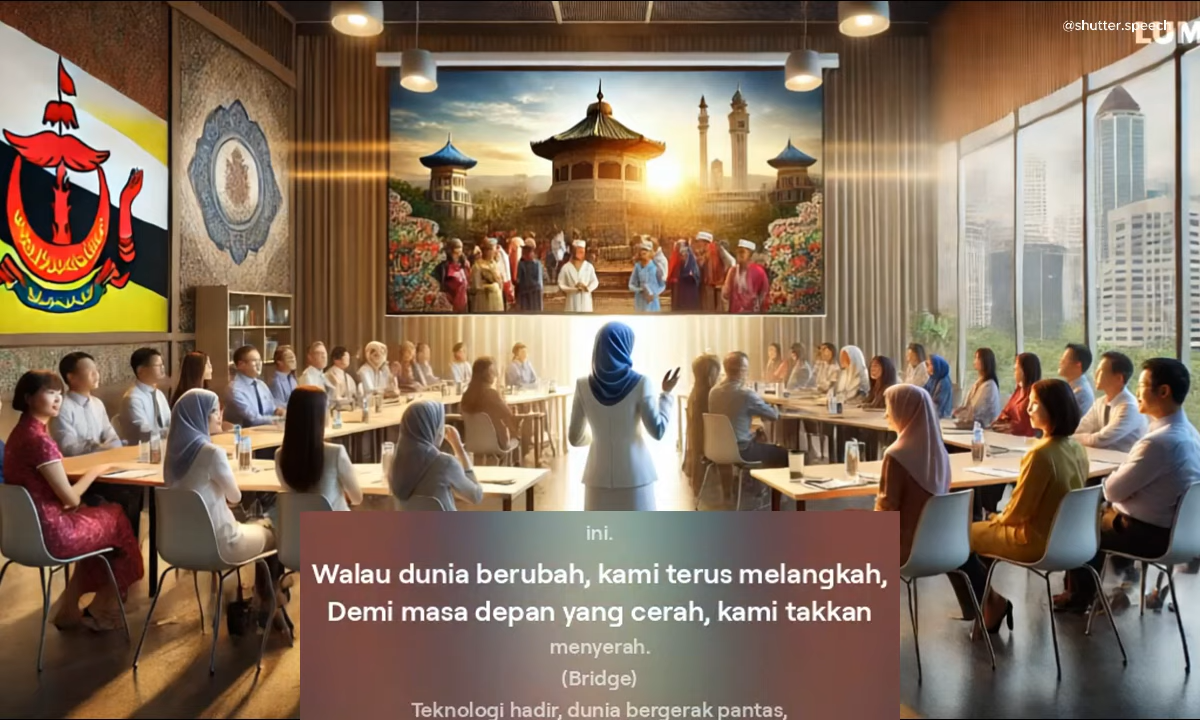 @shutter.speech
LUM
ini.
Walau dunia berubah, kami terus melangkah,
Demi masa depan yang cerah, kami takkan
menyerah.
(Bridge)
Teknologi hadir, dunia bergerak pantas,